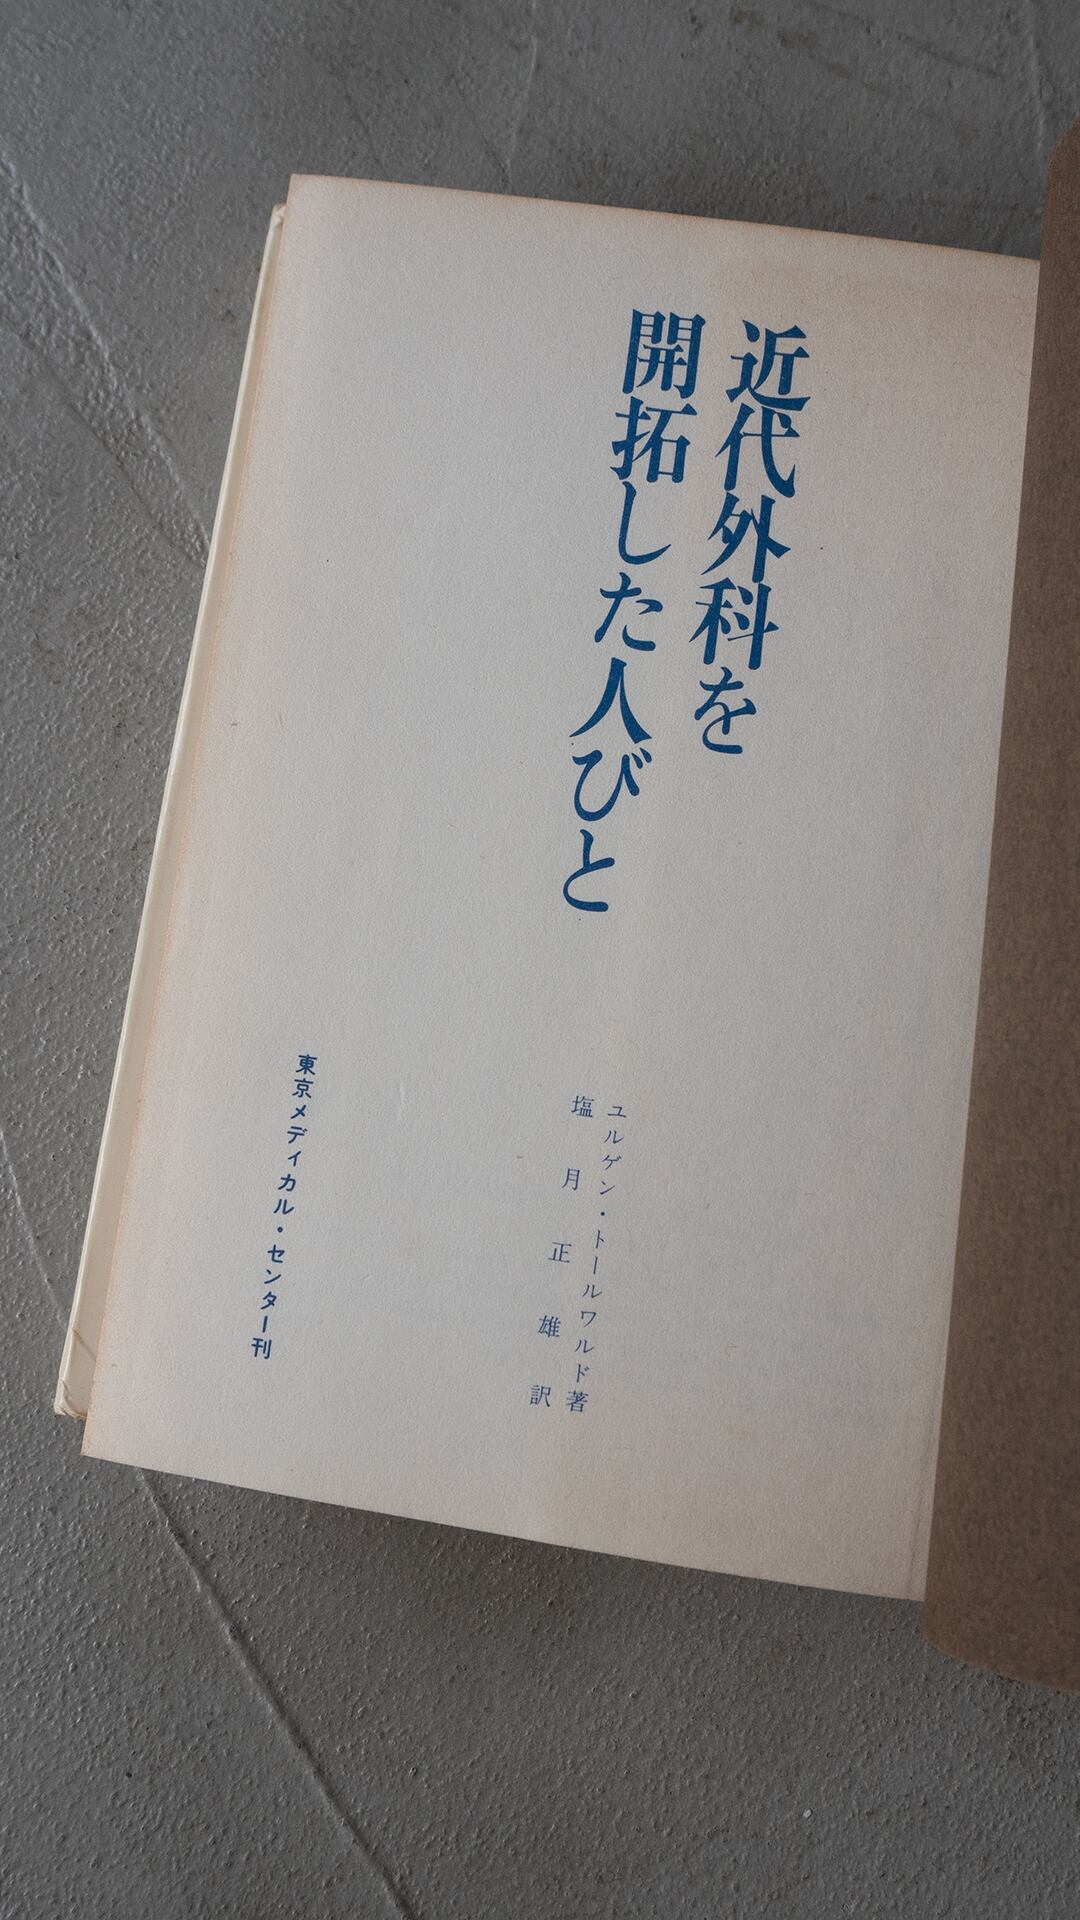 近代外科を
開拓した人びと
ユルゲン・トールワルド著
塩月正雄訳
東京メディカル・センター刊